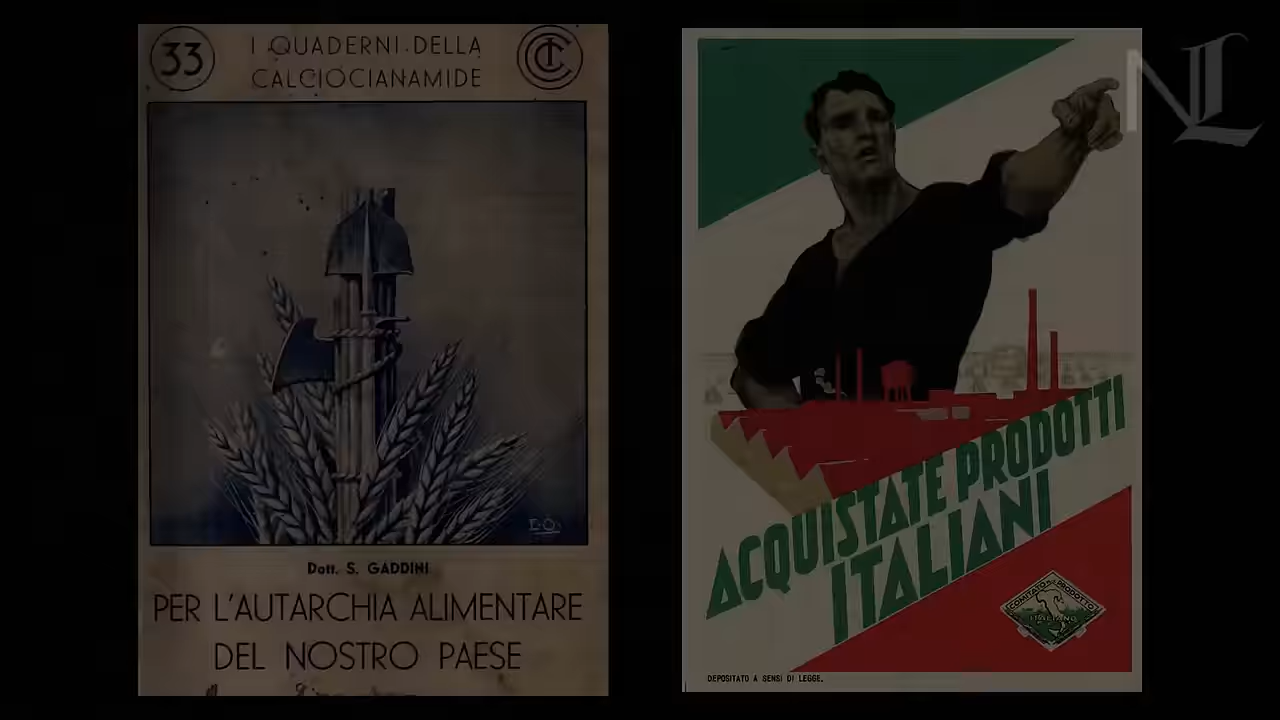 33
I QUADERNI DELLA
CALCIOCIANAMIDE
Dott. S. GADDINI
PER L'AUTARCHIA ALIMENTARE
DEL NOSTRO PAESE
NL
ACQUISTATE PRODOTTI
ITALIANI
COMITATO PRODOTTO
ITALIANO
DEPOSITATO A SENSI DI LEGGE.